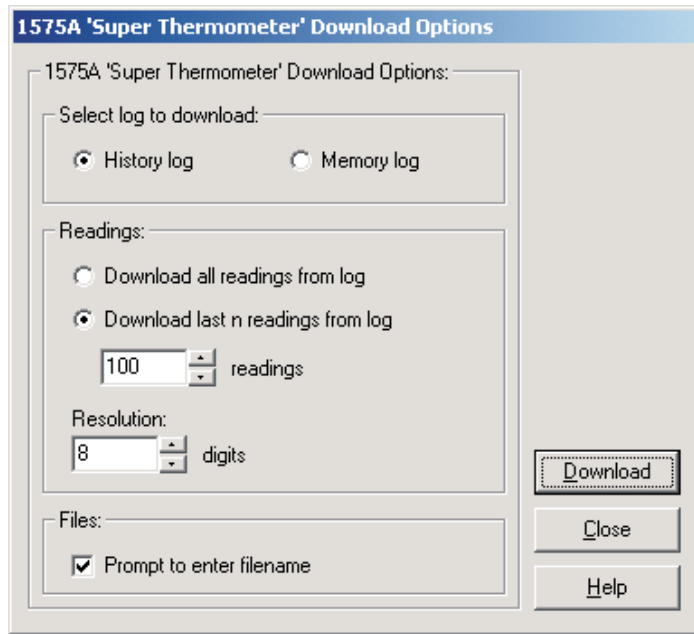 1575A 'Super Thermometer' Download Options
1575A 'Super Thermometer' Download Options:
Select log to download:
History log Memory log
Readings:
Download all readings from log
Download last n readings from log
100 readings
Resolution:
8 digits
Files:
Prompt to enter filename
Download
Close
Help